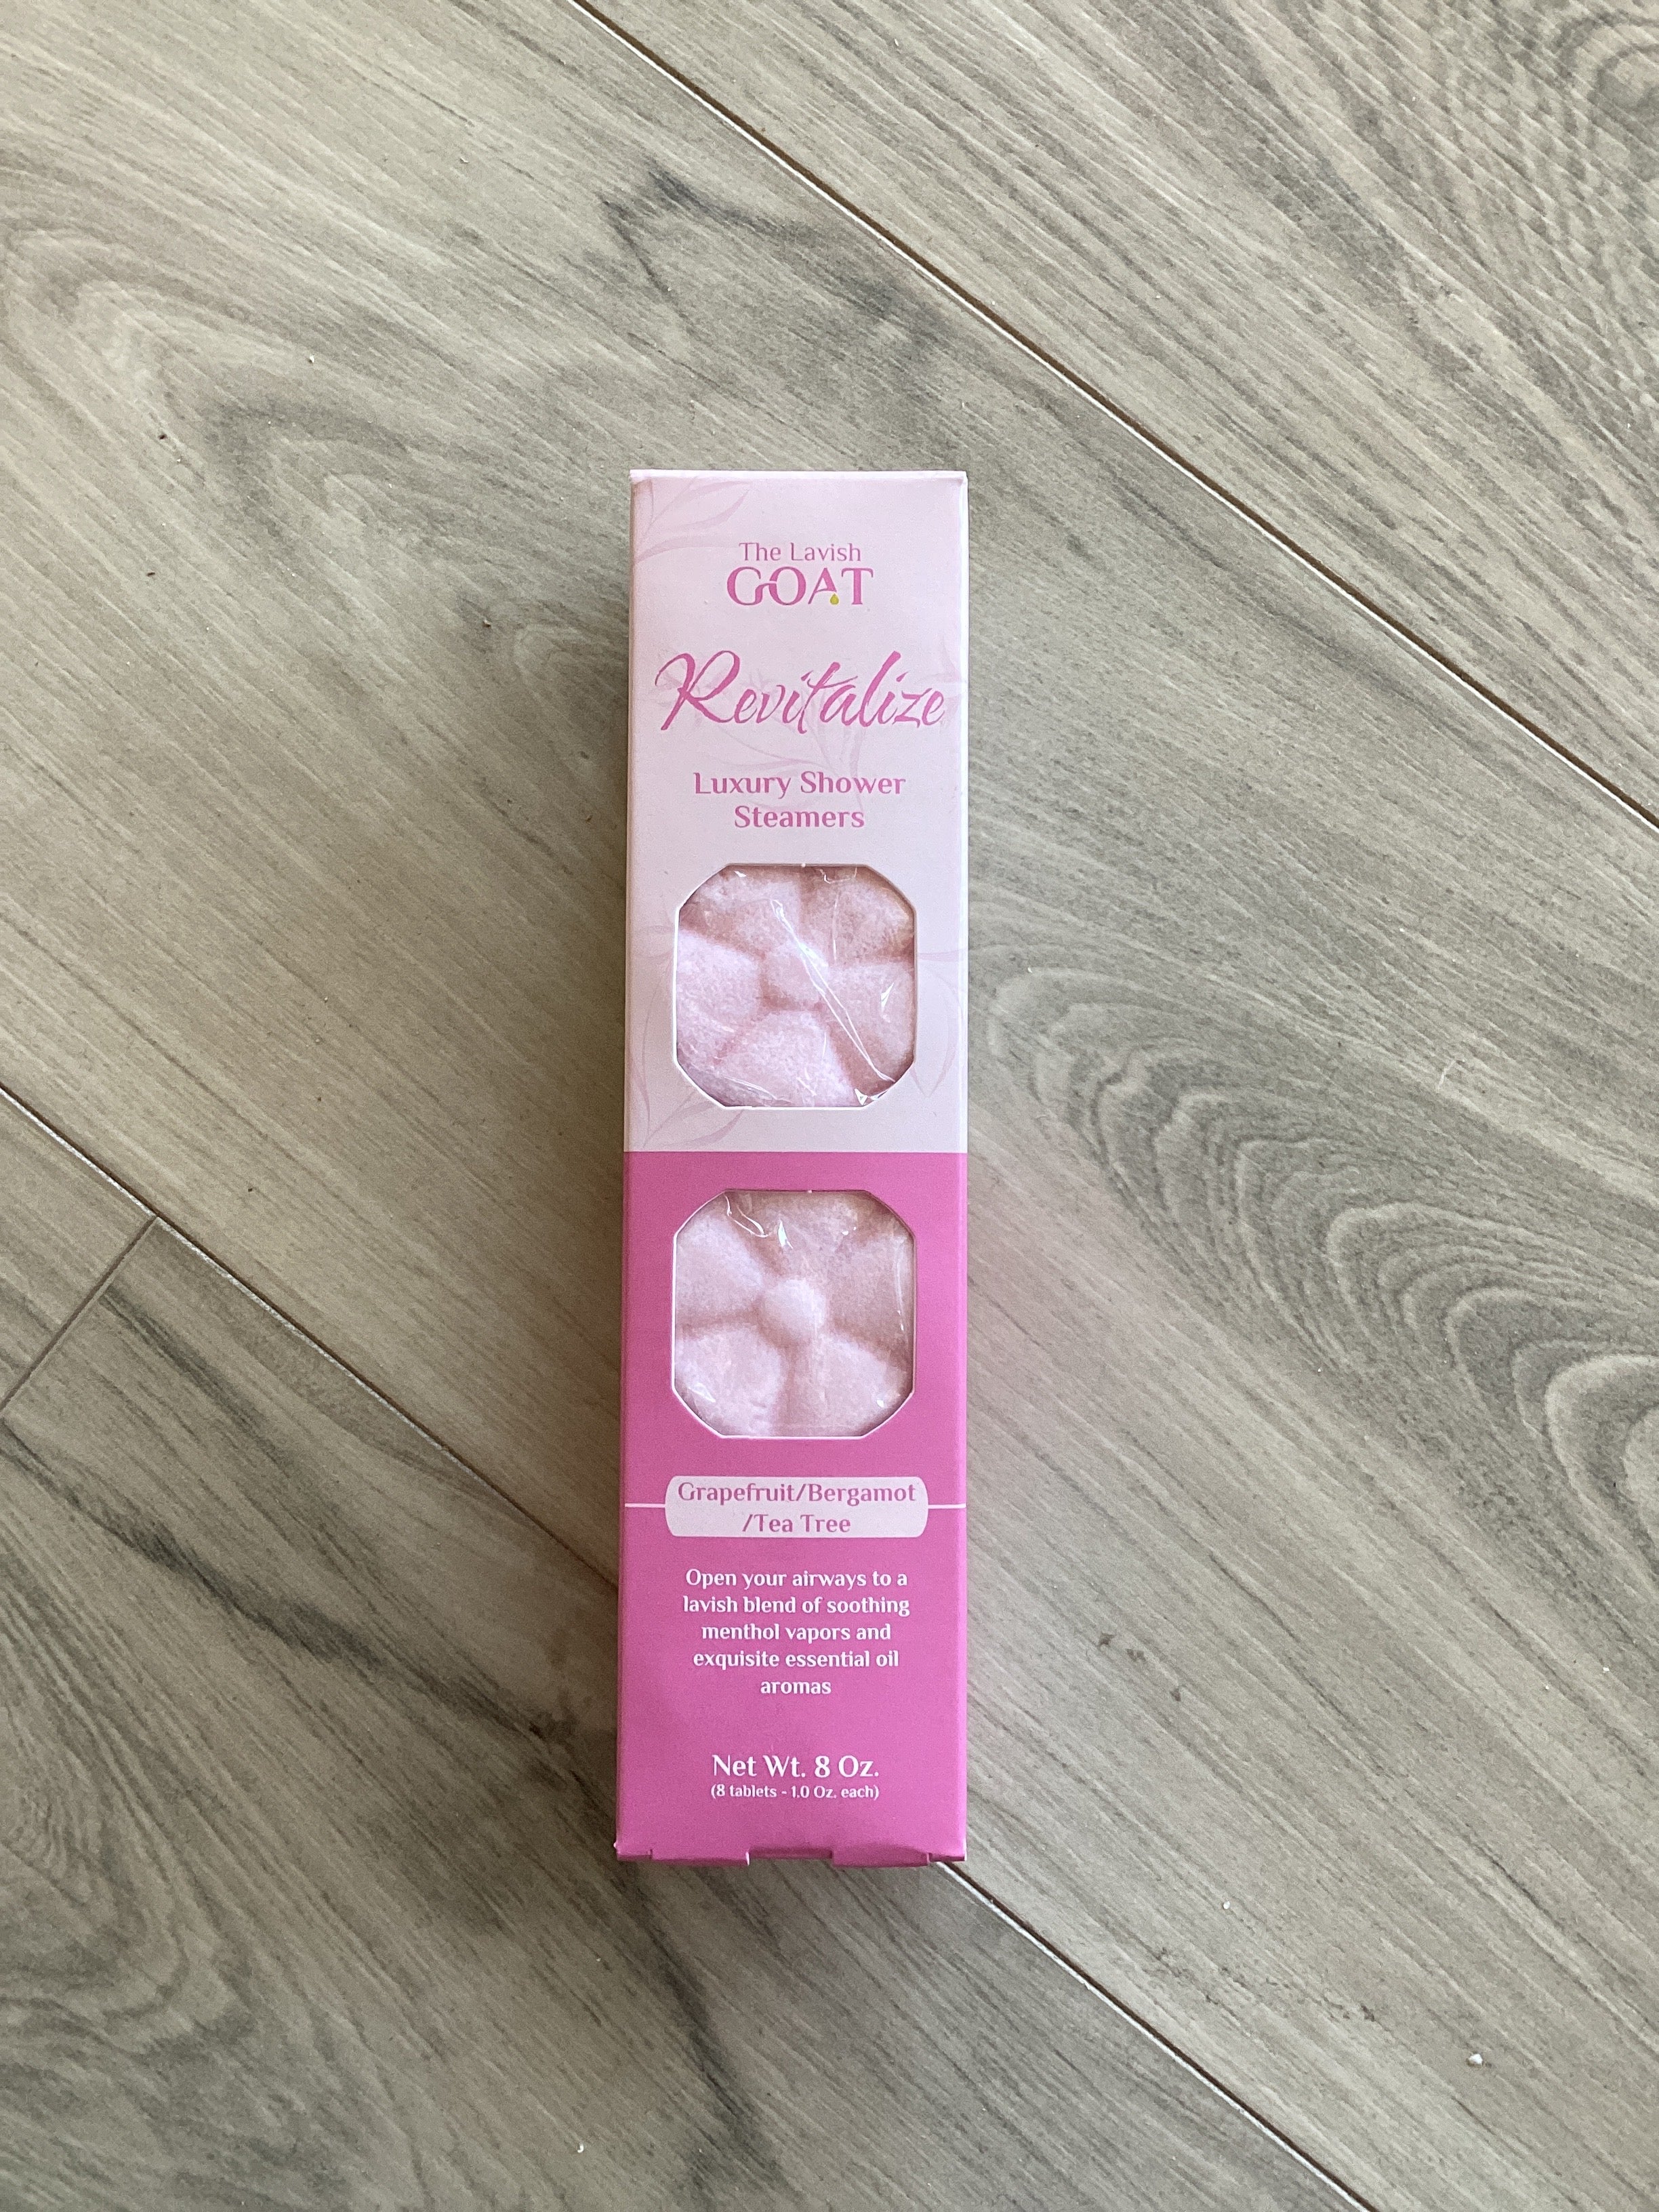 The Lavish
GOAT
Revitalize
Luxury Shower
Steamers
Grapefruit/Bergamot
/Tea Tree
Open your airways to a
lavish blend of soothing
menthol vapors and
exquisite essential oil
aromas
Net Wt. 8 Oz.
(8 tablets - 1.0 Oz. each)